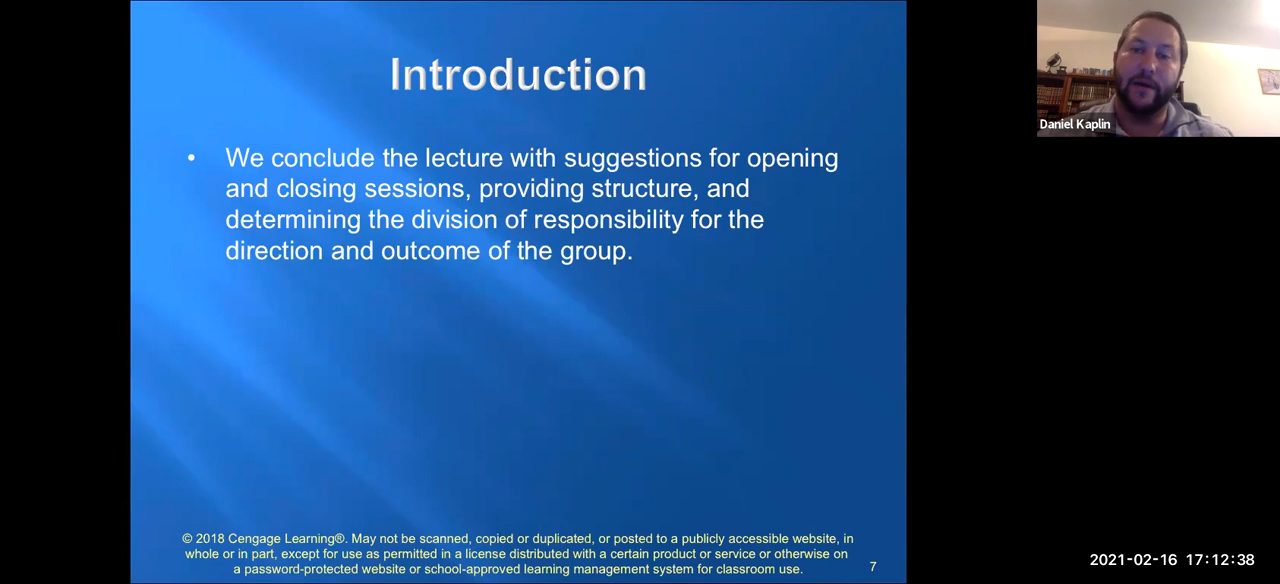 Introduction
• We conclude the lecture with suggestions for opening
and closing sessions, providing structure, and
determining the division of responsibility for the
direction and outcome of the group.
© 2018 Cengage Learning®. May not be scanned, copied or duplicated, or posted to a publicly accessible website, in
whole or in part, except for use as permitted in a license distributed with a certain product or service or otherwise on
a password-protected website or school-approved learning management system for classroom use.
7
Daniel Kaplin
2021-02-16 17:12:38